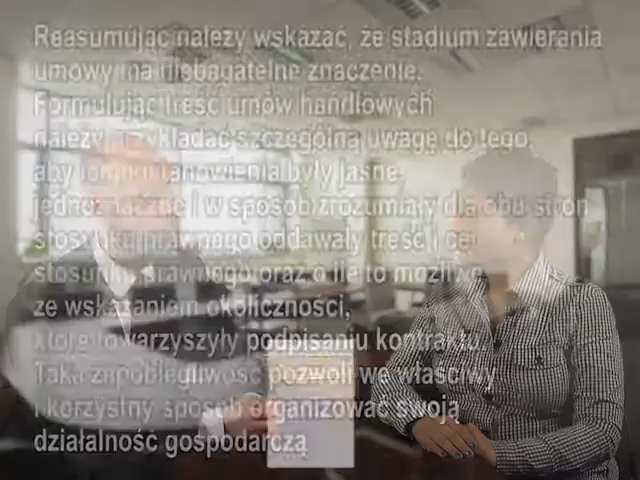 Reasumując należy wskazać, że stadium zawierania
umowy ma niebagatelne znaczenie.
Formułując treść umów handlowych
należy przykładać szczególną uwagę do tego,
aby ich postanowienia były jasne,
jednoznaczne i w sposób zrozumiały dla obu stron
stosunku prawnego oddawały treść i cel
stosunku prawnego oraz o ile to możliwe
ze wskazaniem okoliczności,
które towarzyszyły podpisaniu kontraktu.
Taka zapobiegliwość pozwoli we właściwy
i korzystny sposób organizować swoją
działalność gospodarczą